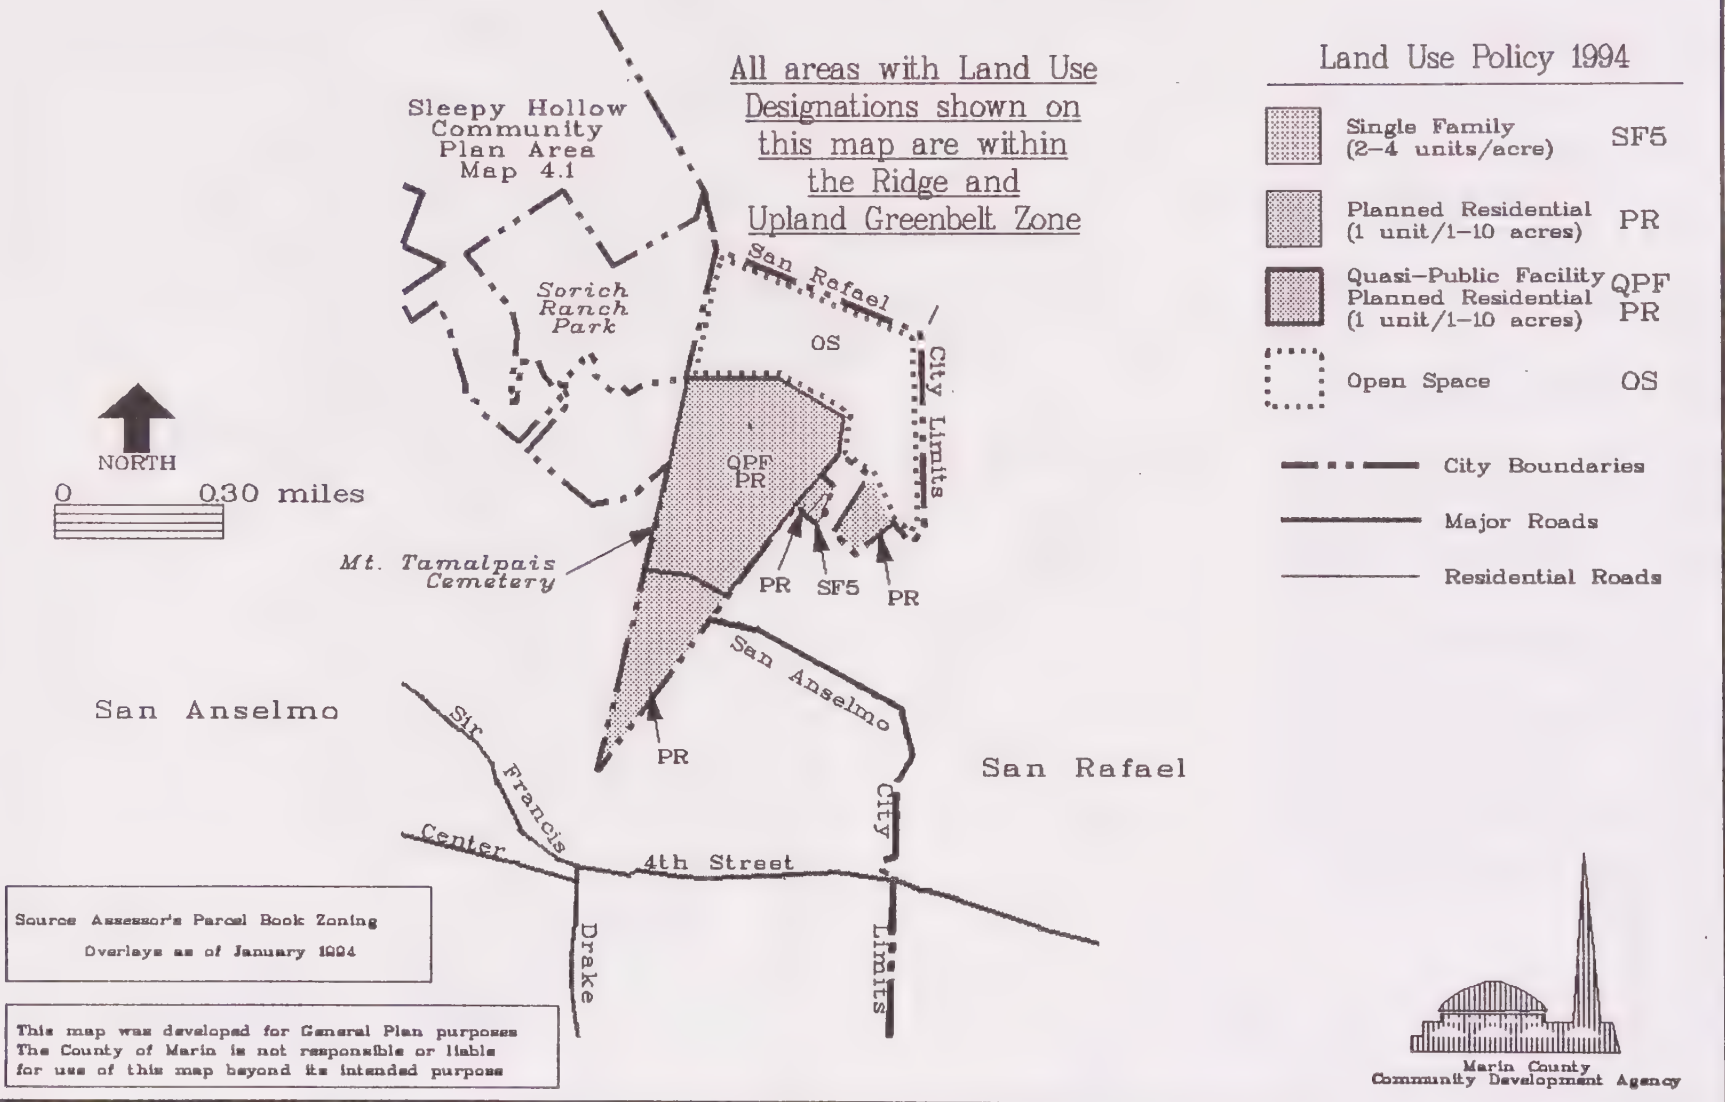 All areas with Land Use
Designations shown on
this map are within
the Ridge and
Upland Greenbelt Zone
Sleepy Hollow
Community
Plan Area
Map 4.1
Sorich
Ranch
Park
San Rafael
City Limits
OS
QPF
PR
Mt. Tamalpais
Cemetery
PR
SF5
PR
PR
NORTH
0 0.30 miles
San Anselmo
San Anselmo
City
Limits
San Rafael
Sir
Francis
Drake
Center
4th Street
Land Use Policy 1994
Single Family
(2-4 units/acre)
SF5
Planned Residential
(1 unit/1-10 acres)
PR
Quasi-Public Facility
QPF
Planned Residential
(1 unit/1-10 acres)
PR
Open Space
OS
City Boundaries
Major Roads
Residential Roads
Source Assessor's Parcel Book Zoning
Overlays as of January 1994
This map was developed for General Plan purposes
The County of Marin is not responsible or liable
for use of this map beyond its intended purpose
Marin County
Community Development Agency